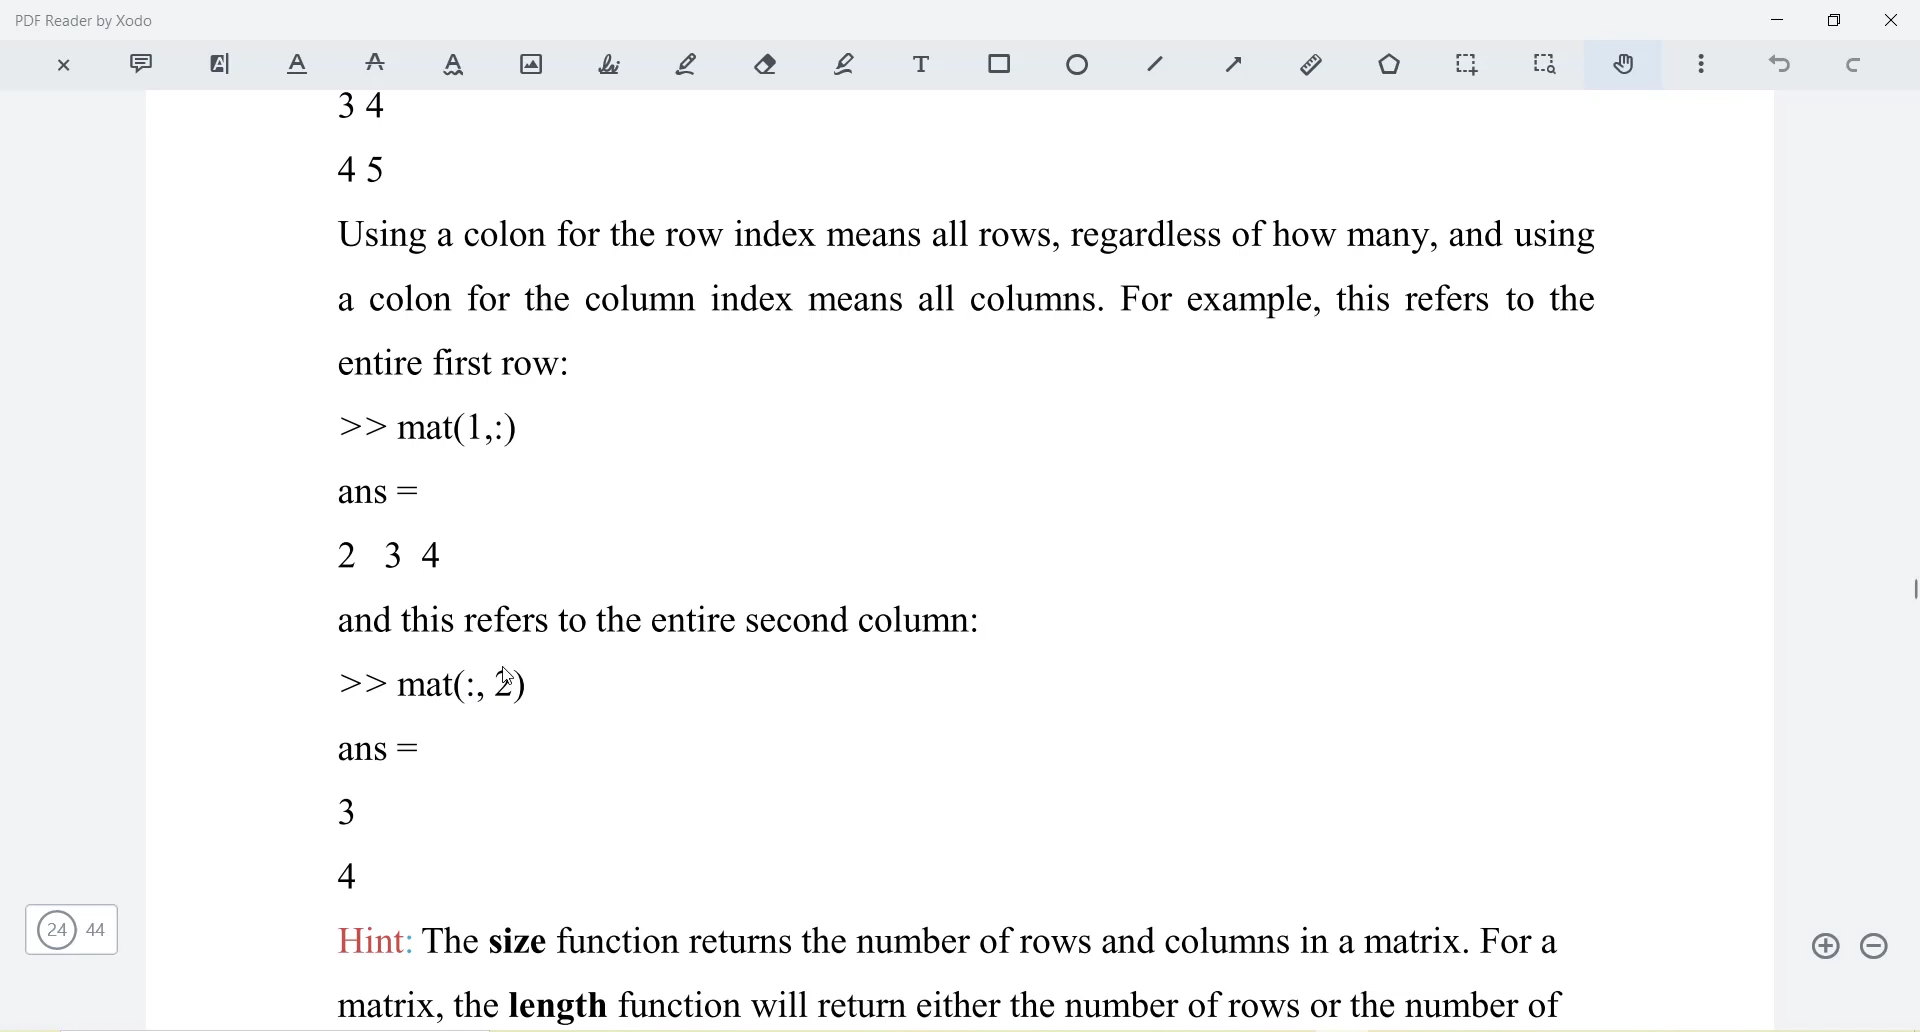 PDF Reader by Xodo
3 4
4 5
Using a colon for the row index means all rows, regardless of how many, and using
a colon for the column index means all columns. For example, this refers to the
entire first row:
>> mat(1,:)
ans =
2 3 4
and this refers to the entire second column:
>> mat(:, 2)
ans =
3
4
Hint: The size function returns the number of rows and columns in a matrix. For a
matrix, the length function will return either the number of rows or the number of
24 44